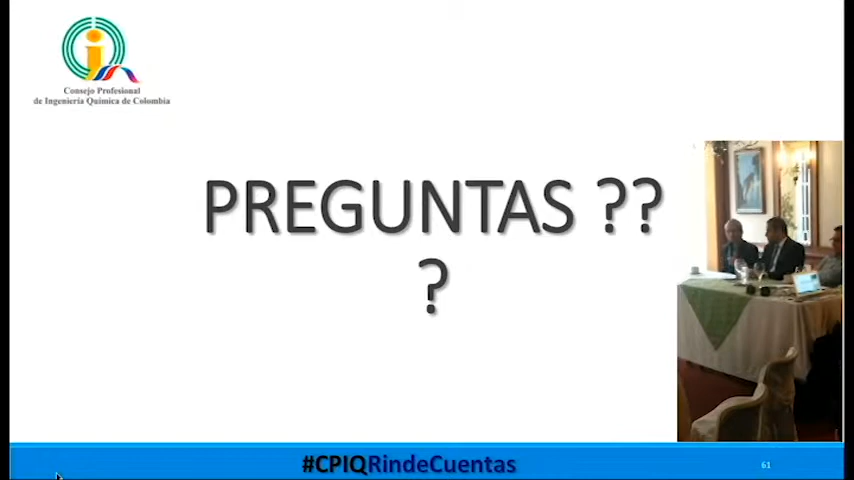 Consejo Profesional
de Ingeniería Química de Colombia
PREGUNTAS ??
?
#CPIQRindeCuentas
61